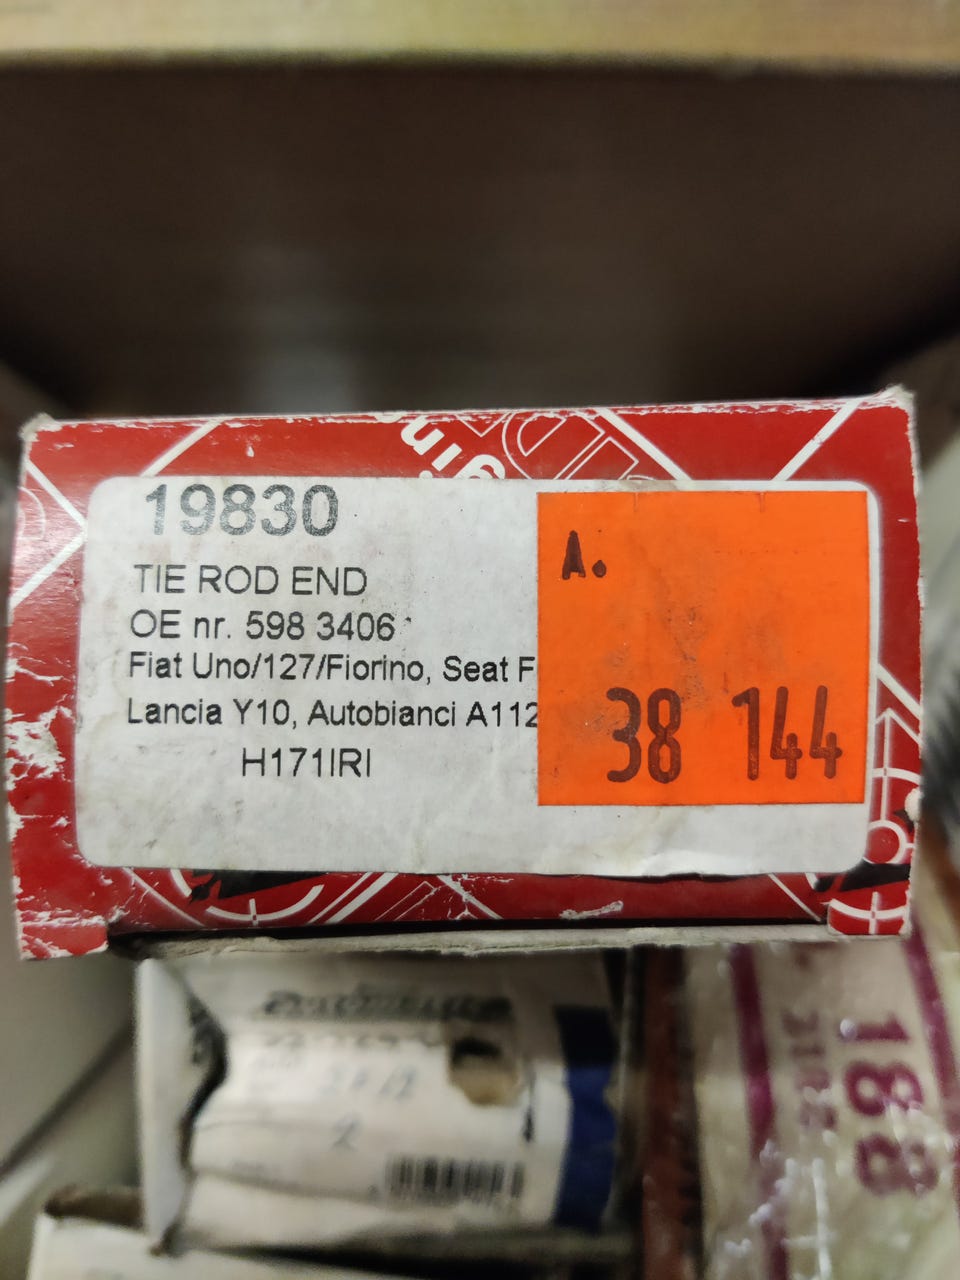 19830
TIE ROD END
OE nr. 598 3406
Fiat Uno/127/Fiorino, Seat F
Lancia Y10, Autobianci A112
H171IRI
A.
38 144
188